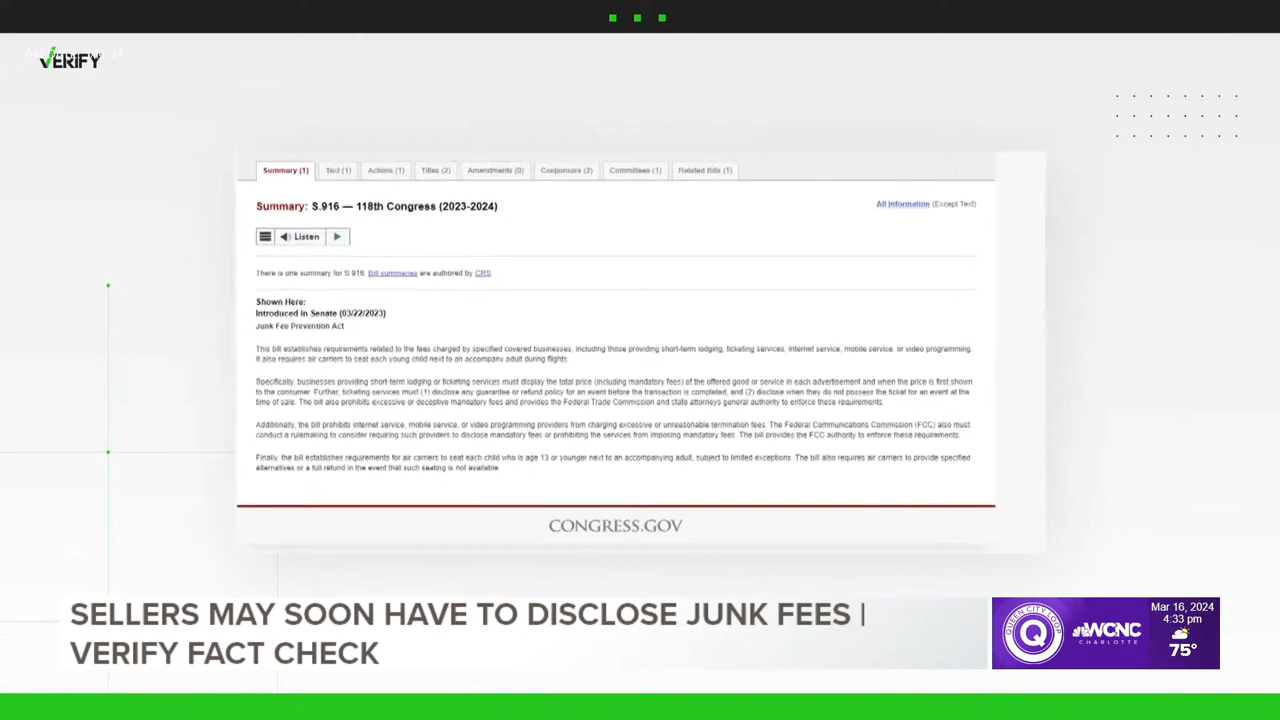 VERIFY
Summary (1) Text (1) Actions (1) Titles (2) Amendments (0) Cosponsors (2) Committees (1) Related Bills (1)
Summary: S.916 — 118th Congress (2023-2024)
All Information (Except Text)
Listen
There is one summary for S.916. Bill summaries are authored by CRS.
Shown Here:
Introduced in Senate (03/22/2023)
Junk Fee Prevention Act
This bill establishes requirements related to the fees charged by specified covered businesses, including those providing short-term lodging, ticketing services, internet service, mobile service, or video programming.
It also requires air carriers to seat each young child next to an accompany adult during flights.
Specifically, businesses providing short-term lodging or ticketing services must display the total price (including mandatory fees) of the offered good or service in each advertisement and when the price is first shown
to the consumer. Further, ticketing services must (1) disclose any guarantee or refund policy for an event before the transaction is completed, and (2) disclose when they do not possess the ticket for an event at the
time of sale. The bill also prohibits excessive or deceptive mandatory fees and provides the Federal Trade Commission and state attorneys general authority to enforce these requirements.
Additionally, the bill prohibits internet service, mobile service, or video programming providers from charging excessive or unreasonable termination fees. The Federal Communications Commission (FCC) also must
conduct a rulemaking to consider requiring such providers to disclose mandatory fees or prohibiting the services from imposing mandatory fees. The bill provides the FCC authority to enforce these requirements.
Finally, the bill establishes requirements for air carriers to seat each child who is age 13 or younger next to an accompanying adult, subject to limited exceptions. The bill also requires air carriers to provide specified
alternatives or a full refund in the event that such seating is not available.
CONGRESS.GOV
SELLERS MAY SOON HAVE TO DISCLOSE JUNK FEES |
VERIFY FACT CHECK
QUEEN CITY LOOP
Q
WCNC
CHARLOTTE
Mar 16, 2024
4:33 pm
75°